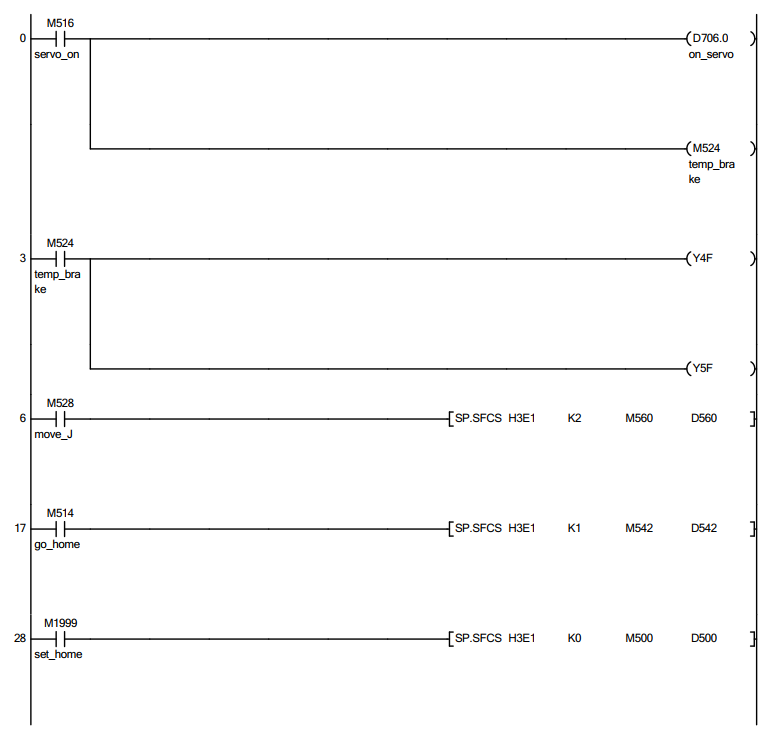 M516
0 D706.0
servo_on on_servo
M524
temp_bra
ke
M524
3 Y4F
temp_bra
ke
Y5F
M528
6 SP.SFCS H3E1 K2 M560 D560
move_J
M514
17 SP.SFCS H3E1 K1 M542 D542
go_home
M1999
28 SP.SFCS H3E1 K0 M500 D500
set_home